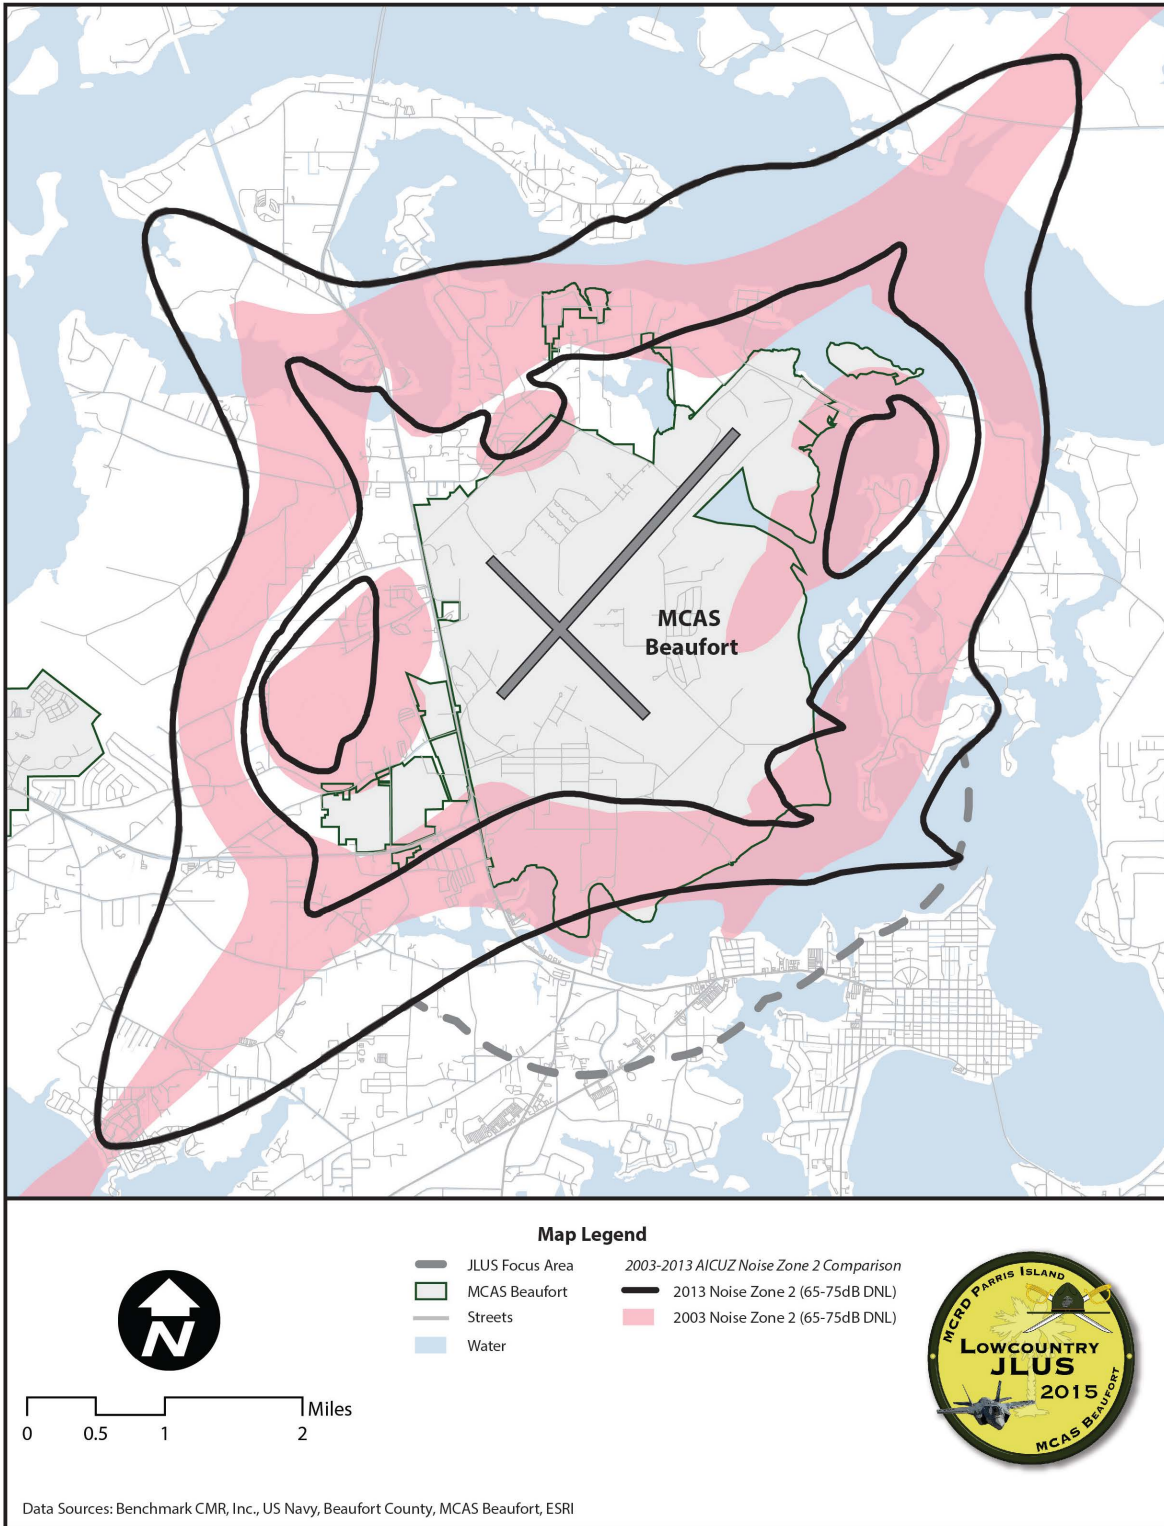 MCAS
Beaufort
Map Legend
JLUS Focus Area
MCAS Beaufort
Streets
Water
2003-2013 AICUZ Noise Zone 2 Comparison
2013 Noise Zone 2 (65-75dB DNL)
2003 Noise Zone 2 (65-75dB DNL)
N
Miles
0 0.5 1 2
MCRD PARRIS ISLAND
LOWCOUNTRY
JLUS
2015
MCAS BEAUFORT
Data Sources: Benchmark CMR, Inc., US Navy, Beaufort County, MCAS Beaufort, ESRI